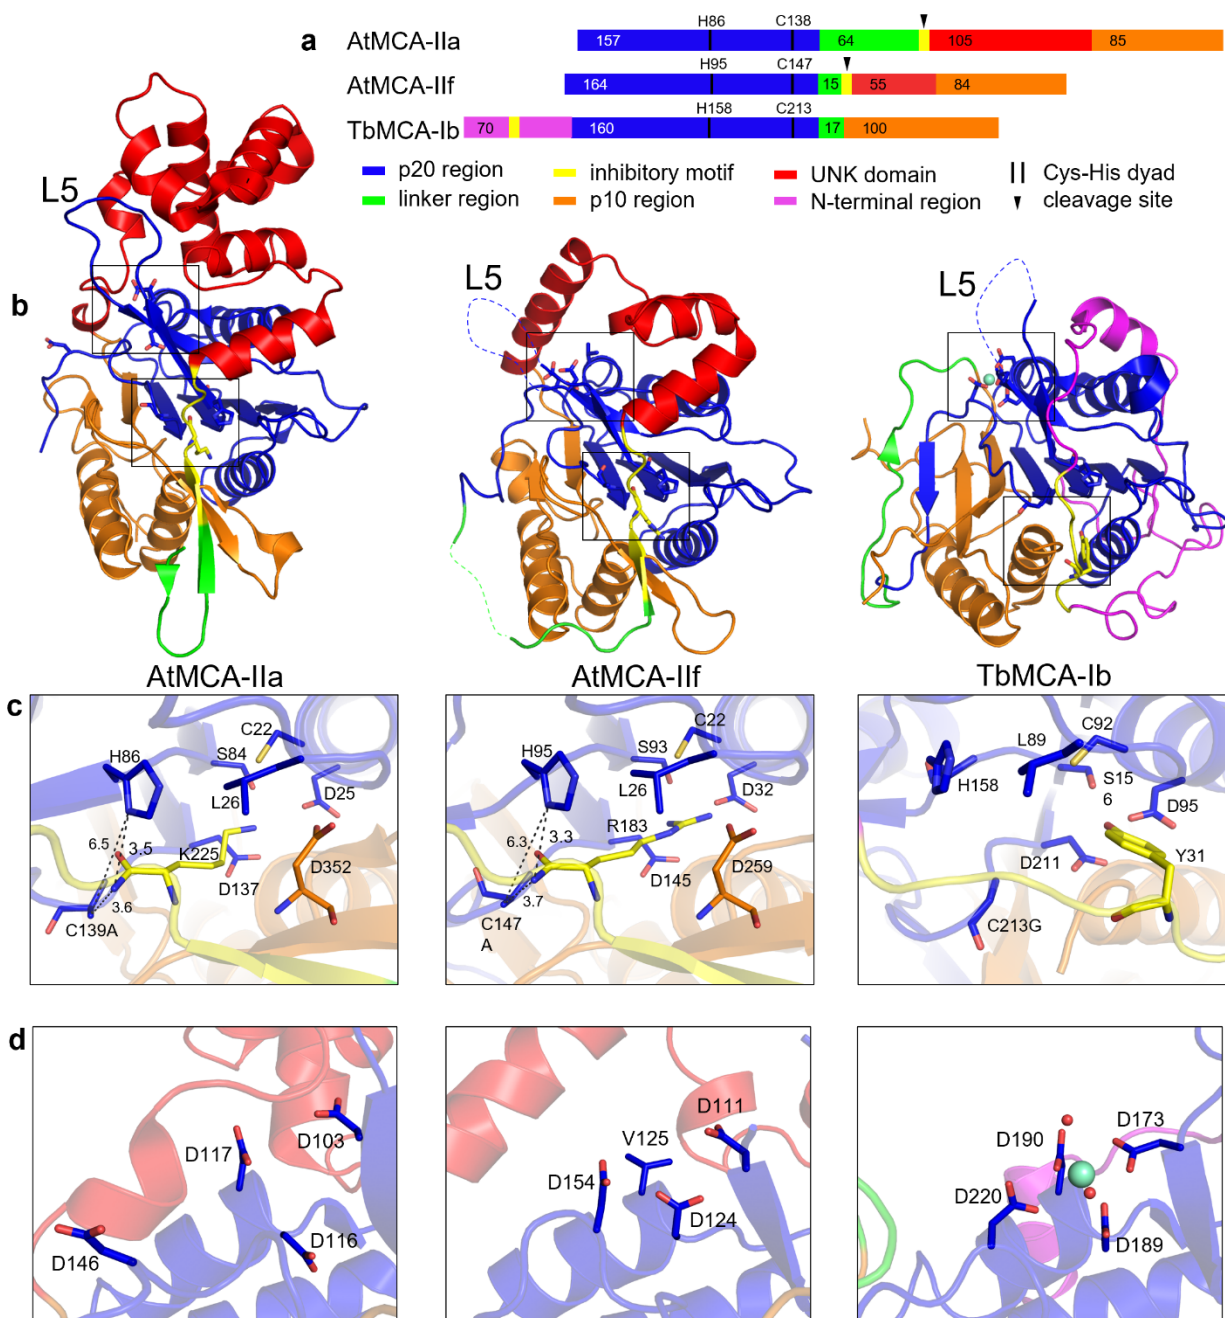 a
H86 C138
AtMCA-IIa 157 64 105 85
H95 C147
AtMCA-IIf 164 15 55 84
H158 C213
TbMCA-Ib 70 160 17 100
p20 region inhibitory motif UNK domain Cys-His dyad
linker region p10 region N-terminal region cleavage site
b
L5 L5 L5
AtMCA-IIa AtMCA-IIf TbMCA-Ib
c
H86 S84 C22 L26 D25 6.5 3.5 K225 D137 D352 3.6 C139A
H95 S93 C22 L26 D32 6.3 3.3 R183 D145 D259 3.7 C147
A
H158 L89 C92 S15
6
D95 D211 Y31 C213G
d
D117 D103 D146 D116
D111 V125 D154 D124
D190 D173 D220 D189